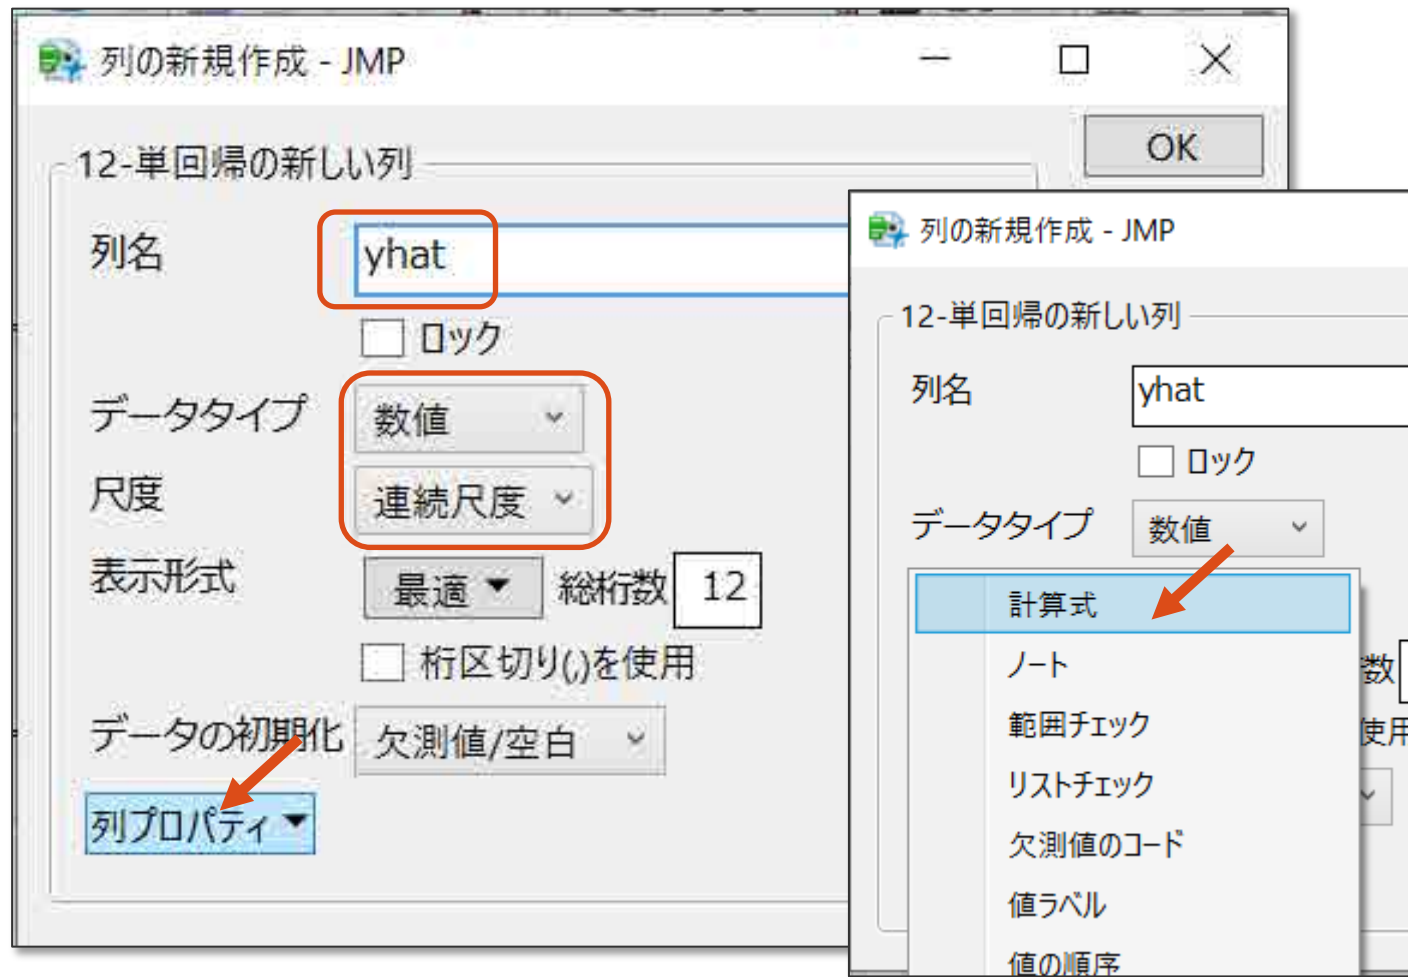 列の新規作成 - JMP
OK
12-単回帰の新しい列
列名 yhat
ロック
データタイプ 数値
尺度 連続尺度
表示形式 最適 総桁数 12
桁区切り(,)を使用
データの初期化 欠測値/空白
列プロパティ
列の新規作成 - JMP
12-単回帰の新しい列
列名 yhat
ロック
データタイプ 数値
計算式
ノート
数
範囲チェック
使用
リストチェック
欠測値のコード
値ラベル
値の順序